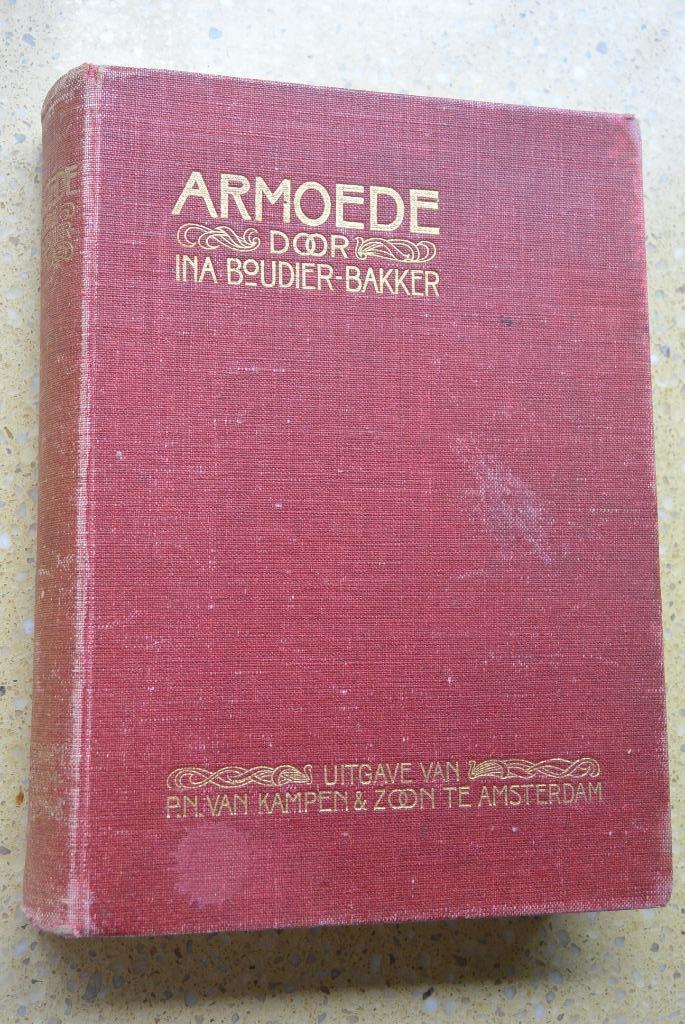 ARMOEDE
DOOR
INA BOUDIER-BAKKER
UITGAVE VAN
P.N. VAN KAMPEN & ZOON TE AMSTERDAM